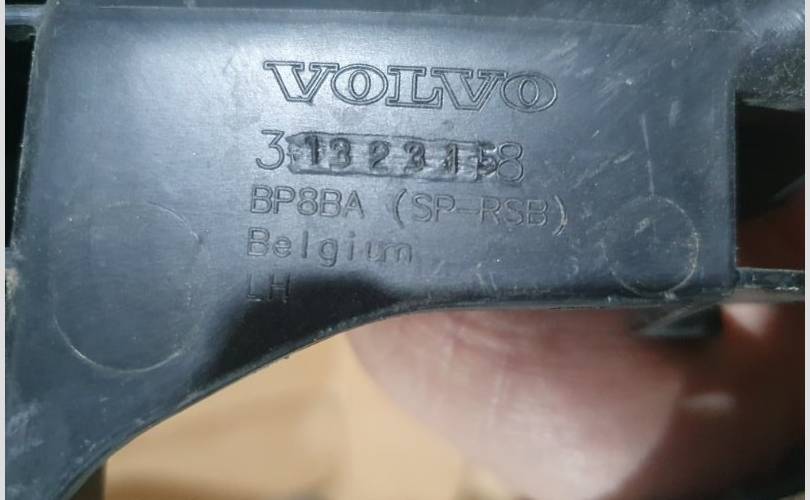 VOLVO
31323158
BP8BA (SP-RSB)
Belgium
LH